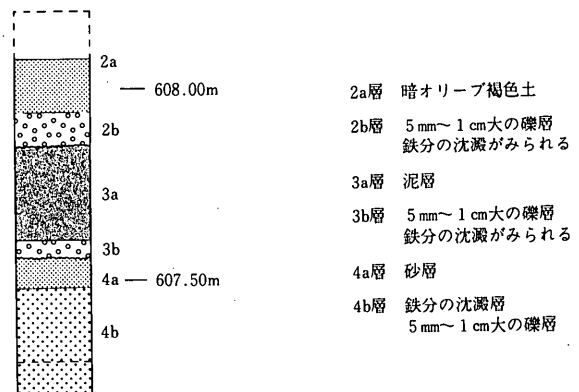 2a
608.00m
2b
3a
3b
4a
607.50m
4b
2a層 暗オリーブ褐色土
2b層 5mm～1cm大の礫層
鉄分の沈澱がみられる
3a層 泥層
3b層 5mm～1cm大の礫層
鉄分の沈澱がみられる
4a層 砂層
4b層 鉄分の沈澱層
5mm～1cm大の礫層